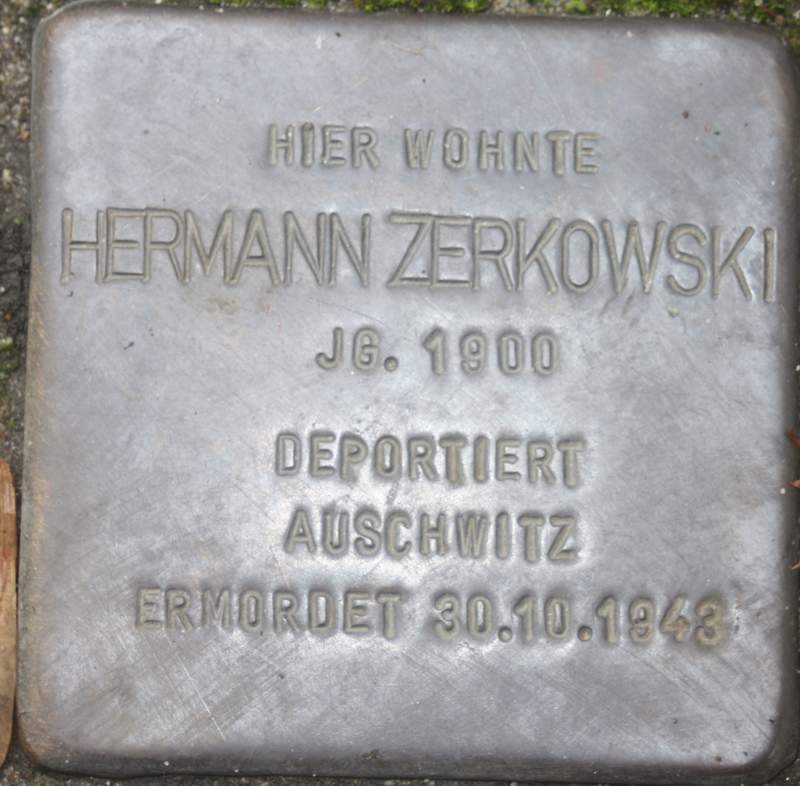 HIER WOHNTE
HERMANN ZERKOWSKI
JG. 1900
DEPORTIERT
AUSCHWITZ
ERMORDET 30.10.1943